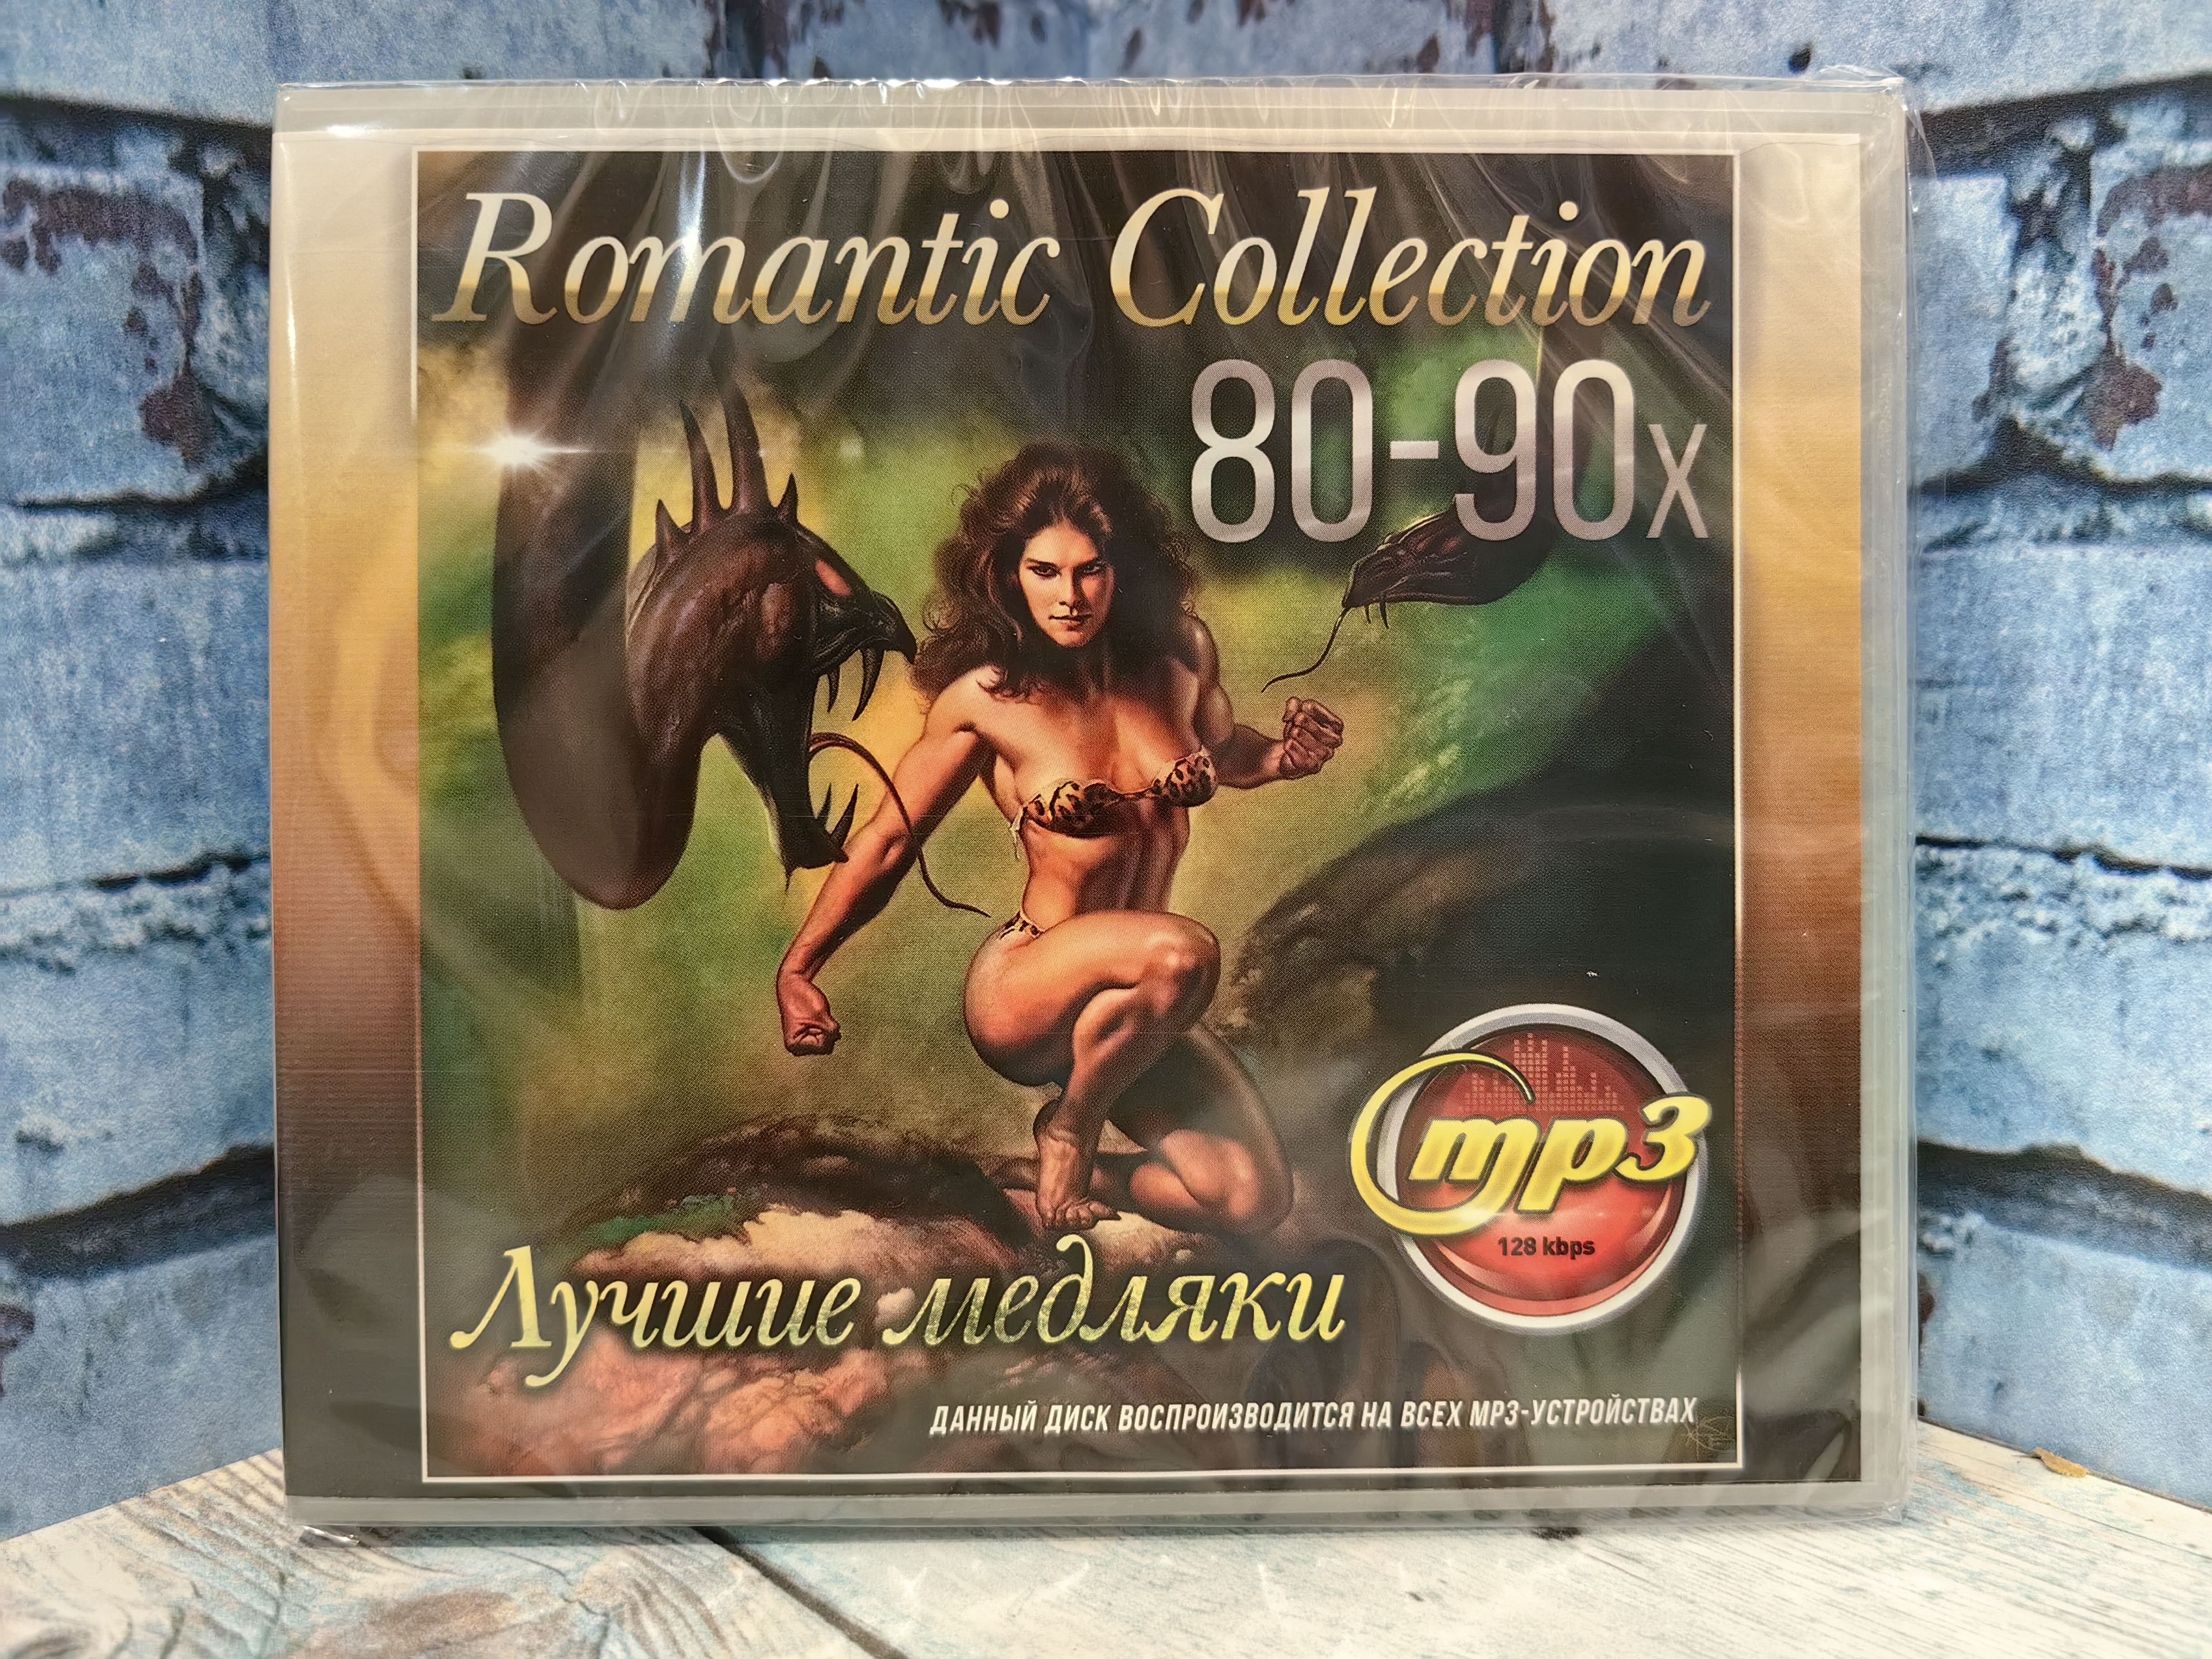 Romantic Collection
80-90х
mp3
128 kbps
Лучшие медляки
ДАННЫЙ ДИСК ВОСПРОИЗВОДИТСЯ НА ВСЕХ MP3-УСТРОЙСТВАХ